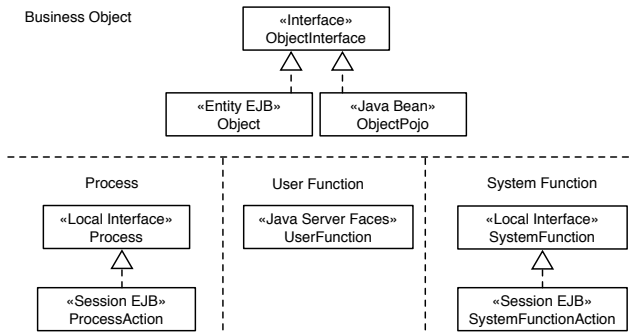 Business Object
«Interface»
ObjectInterface
«Entity EJB»
Object
«Java Bean»
ObjectPojo
Process
«Local Interface»
Process
«Session EJB»
ProcessAction
User Function
«Java Server Faces»
UserFunction
System Function
«Local Interface»
SystemFunction
«Session EJB»
SystemFunctionAction